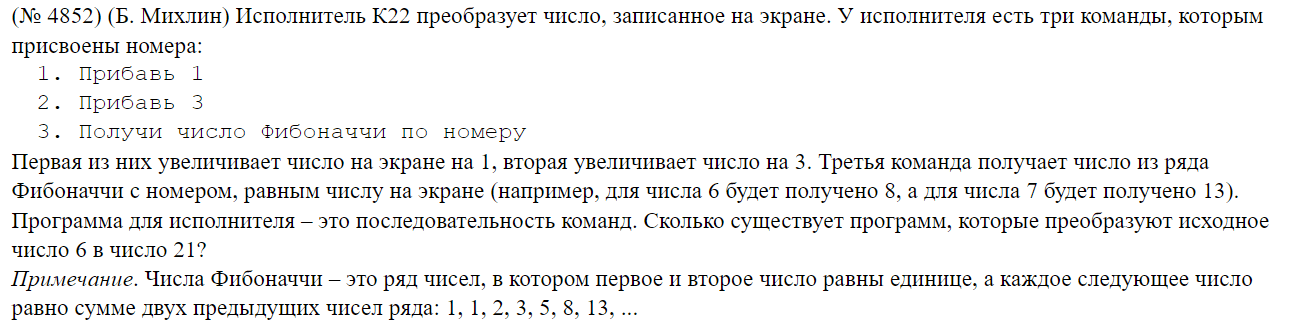 (№ 4852) (Б. Михлин) Исполнитель К22 преобразует число, записанное на экране. У исполнителя есть три команды, которым
присвоены номера:
1. Прибавь 1
2. Прибавь 3
3. Получи число Фибоначчи по номеру
Первая из них увеличивает число на экране на 1, вторая увеличивает число на 3. Третья команда получает число из ряда
Фибоначчи с номером, равным числу на экране (например, для числа 6 будет получено 8, а для числа 7 будет получено 13).
Программа для исполнителя – это последовательность команд. Сколько существует программ, которые преобразуют исходное
число 6 в число 21?
Примечание. Числа Фибоначчи – это ряд чисел, в котором первое и второе число равны единице, а каждое следующее число
равно сумме двух предыдущих чисел ряда: 1, 1, 2, 3, 5, 8, 13, ...